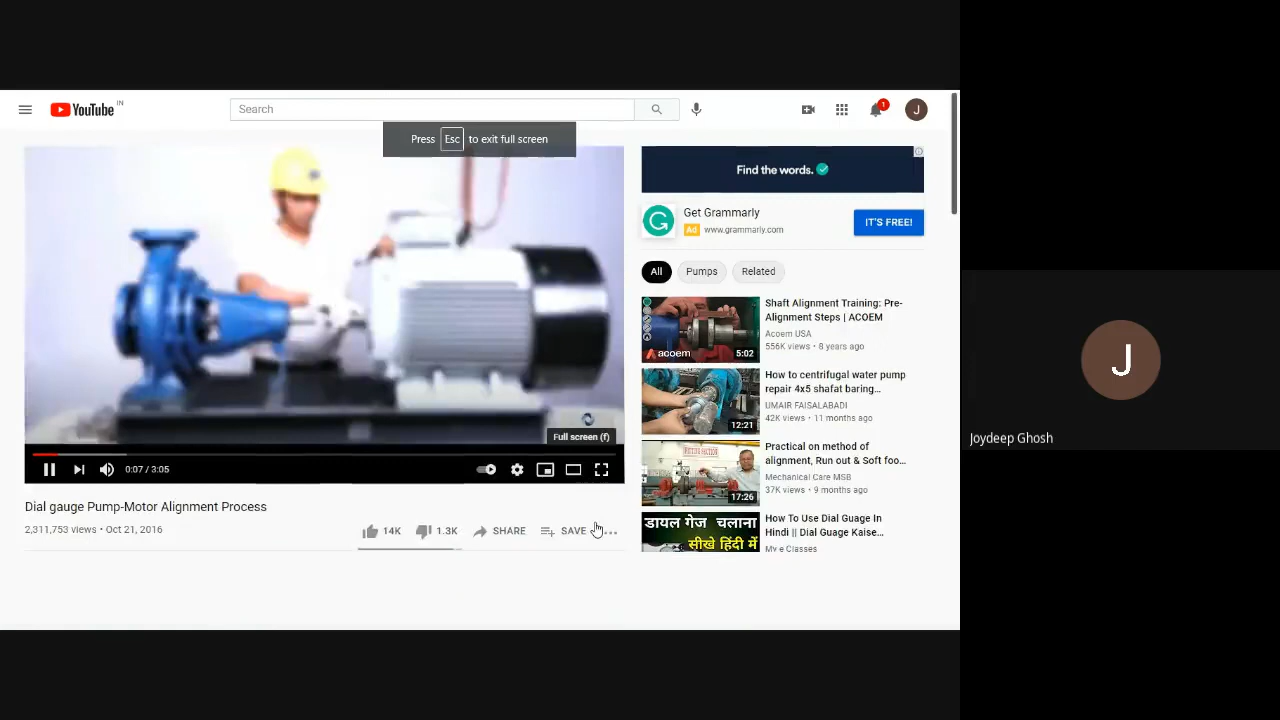 YouTube IN
Search
1
J
Press Esc to exit full screen
Find the words.
Get Grammarly
Ad www.grammarly.com
IT'S FREE!
All
Pumps
Related
Full screen (f)
0:07 / 3:05
Dial gauge Pump-Motor Alignment Process
2,311,753 views • Oct 21, 2016
14K
1.3K
SHARE
SAVE
acoem
5:02
Shaft Alignment Training: Pre-
Alignment Steps | ACOEM
Acoem USA
556K views • 8 years ago
12:21
How to centrifugal water pump
repair 4x5 shafat baring...
UMAIR FAISALABADI
42K views • 11 months ago
17:26
Practical on method of
alignment, Run out & Soft foo...
Mechanical Care MSB
37K views • 9 months ago
डायल गेज चलाना
सीखे हिंदी में
How To Use Dial Guage In
Hindi || Dial Guage Kaise...
My e Classes
J
Joydeep Ghosh